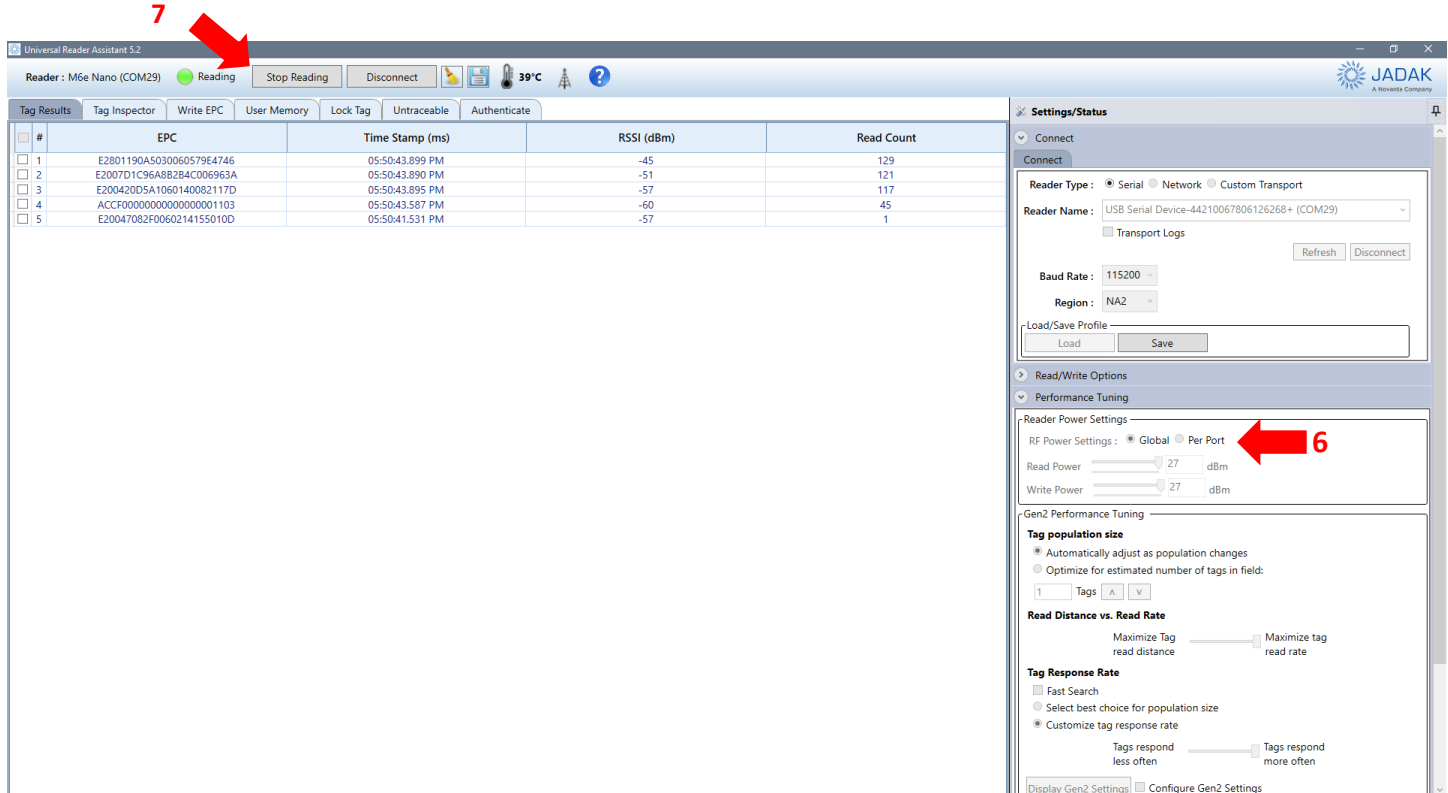 7
Universal Reader Assistant 5.2
Reader : M6e Nano (COM29) Reading Stop Reading Disconnect 39°C ? JADAK
A Novanta Company
Tag Results Tag Inspector Write EPC User Memory Lock Tag Untraceable Authenticate
# EPC Time Stamp (ms) RSSI (dBm) Read Count
1 E2801190A5030060579E4746 05:50:43.899 PM -45 129
2 E2007D1C96A8B2B4C006963A 05:50:43.890 PM -51 121
3 E200420D5A1060140082117D 05:50:43.895 PM -57 117
4 ACCF00000000000000001103 05:50:43.587 PM -60 45
5 E20047082F0060214155010D 05:50:41.531 PM -57 1
Settings/Status
Connect
Connect
Reader Type : Serial Network Custom Transport
Reader Name : USB Serial Device-44210067806126268+ (COM29)
Transport Logs
Refresh Disconnect
Baud Rate : 115200
Region : NA2
Load/Save Profile
Load Save
Read/Write Options
Performance Tuning
Reader Power Settings
RF Power Settings : Global Per Port 6
Read Power 27 dBm
Write Power 27 dBm
Gen2 Performance Tuning
Tag population size
Automatically adjust as population changes
Optimize for estimated number of tags in field:
1 Tags
Read Distance vs. Read Rate
Maximize Tag Maximize tag
read distance read rate
Tag Response Rate
Fast Search
Select best choice for population size
Customize tag response rate
Tags respond Tags respond
less often more often
Display Gen2 Settings Configure Gen2 Settings